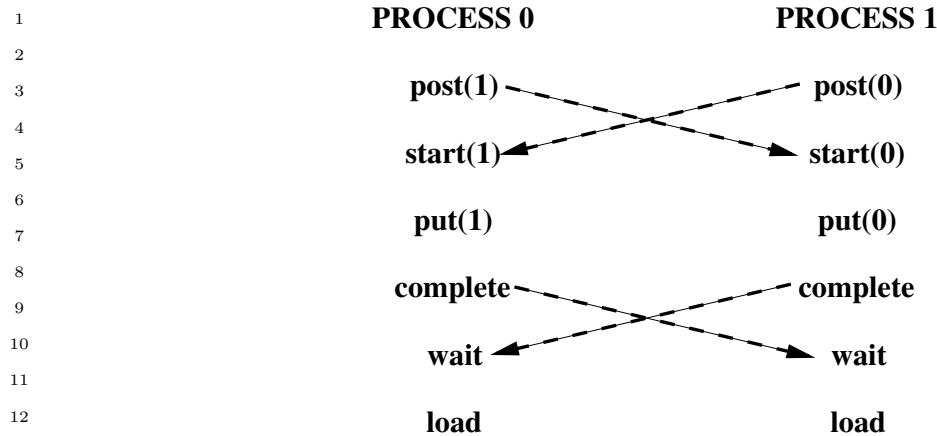 1 PROCESS 0 PROCESS 1
2
3 post(1) post(0)
4
5 start(1) start(0)
6
7 put(1) put(0)
8 complete complete
9
10 wait wait
11
12 load load